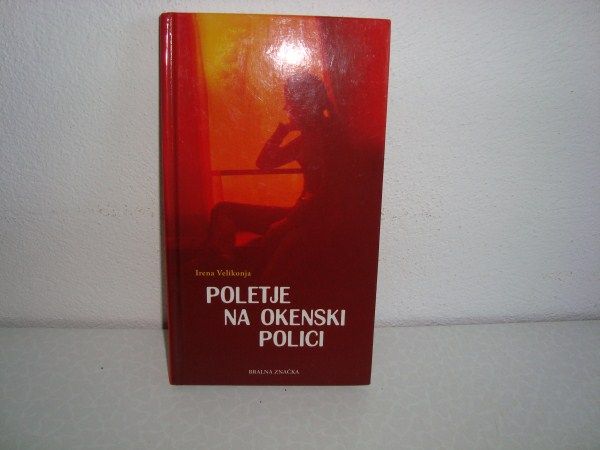 Irena Velikonja
POLETJE
NA OKENSKI
POLICI
BRALNA ZNAČKA